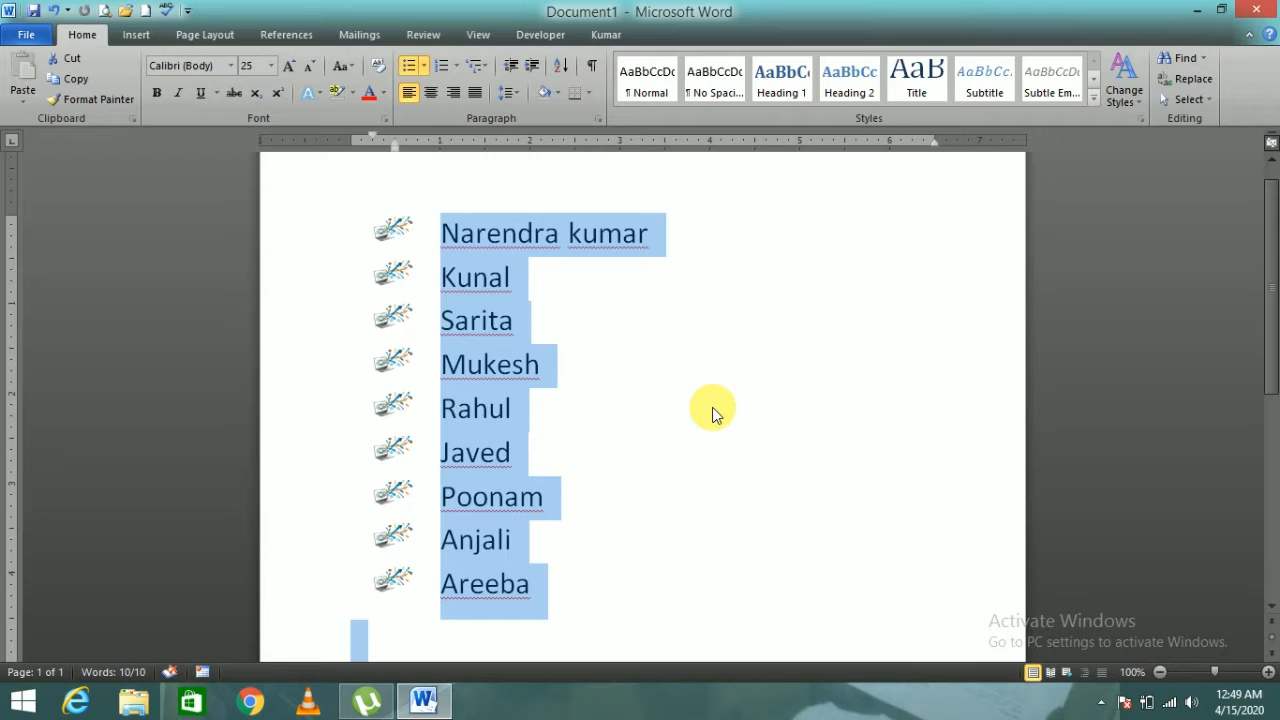 Document1 - Microsoft Word
File Home Insert Page Layout References Mailings Review View Developer Kumar
Paste
Cut
Copy
Format Painter
Clipboard
Calibri (Body) 25
Font
Paragraph
AaBbCcDc AaBbCcDc AaBbC AaBbCc AaB AaBbCcL AaBbCcDc
¶ Normal ¶ No Spaci... Heading 1 Heading 2 Title Subtitle Subtle Em...
Styles
Change
Styles
Find
Replace
Select
Editing
Narendra kumar
Kunal
Sarita
Mukesh
Rahul
Javed
Poonam
Anjali
Areeba
Activate Windows
Go to PC settings to activate Windows.
Page: 1 of 1 Words: 10/10 100%
12:49 AM
4/15/2020